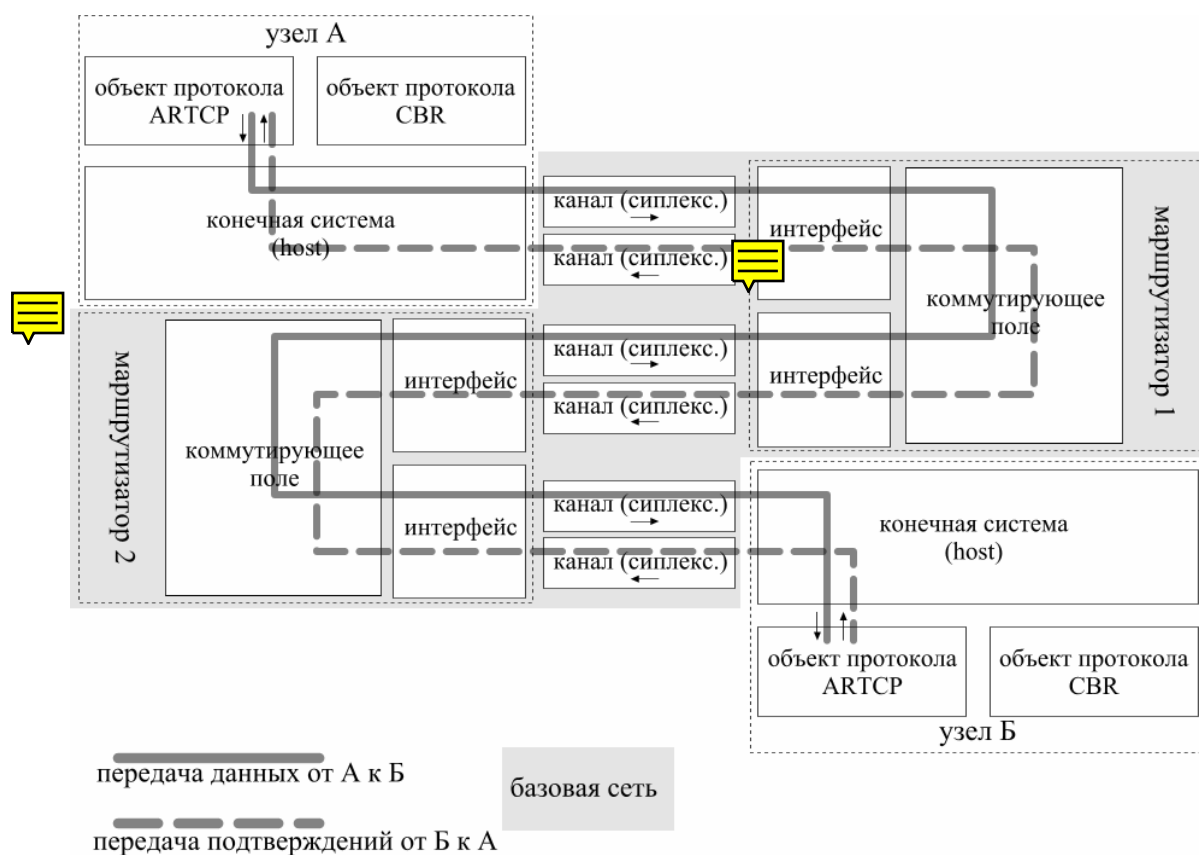 узел А
объект протокола
ARTCP
объект протокола
CBR
конечная система
(host)
канал (сиплекс.)
канал (сиплекс.)
интерфейс
коммутирующее
поле
маршрутизатор 1
интерфейс
канал (сиплекс.)
канал (сиплекс.)
маршрутизатор 2
коммутирующее
поле
интерфейс
интерфейс
канал (сиплекс.)
канал (сиплекс.)
конечная система
(host)
объект протокола
ARTCP
объект протокола
CBR
узел Б
передача данных от А к Б
базовая сеть
передача подтверждений от Б к А